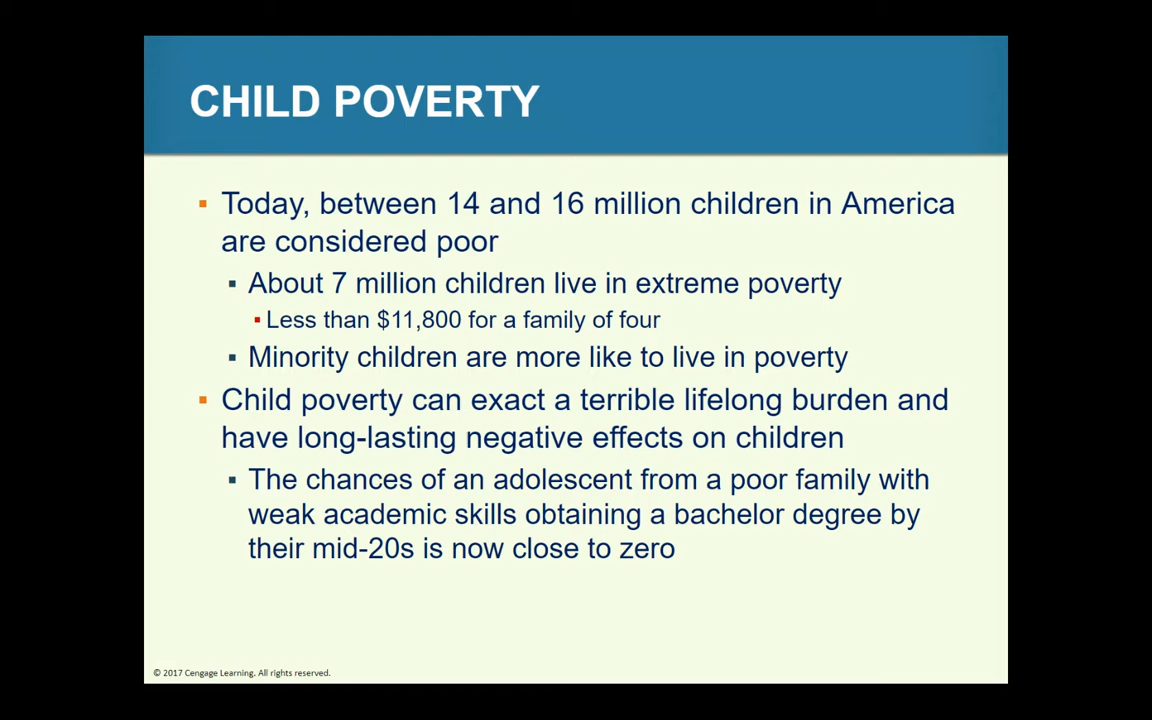 CHILD POVERTY
▪ Today, between 14 and 16 million children in America
are considered poor
▪ About 7 million children live in extreme poverty
▪ Less than $11,800 for a family of four
▪ Minority children are more like to live in poverty
▪ Child poverty can exact a terrible lifelong burden and
have long-lasting negative effects on children
▪ The chances of an adolescent from a poor family with
weak academic skills obtaining a bachelor degree by
their mid-20s is now close to zero
© 2017 Cengage Learning. All rights reserved.